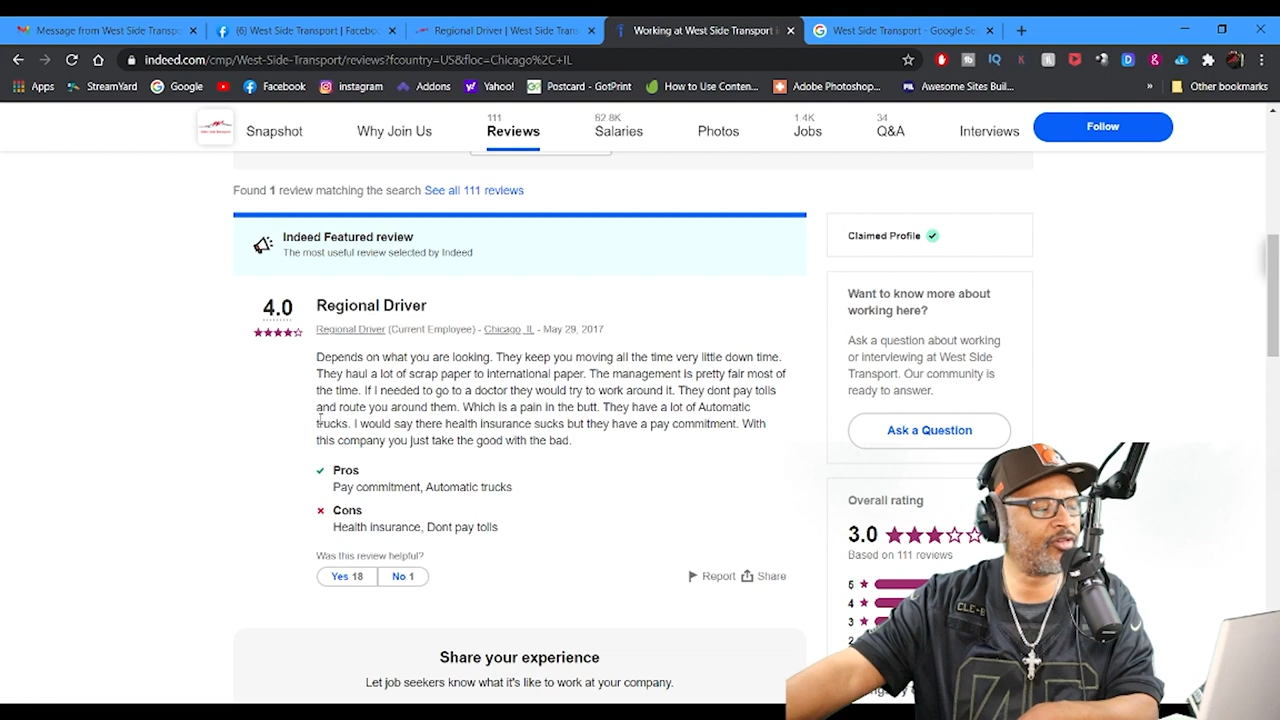 Message from West Side Transpo
(6) West Side Transport | Faceboo
Regional Driver | West Side Trans
Working at West Side Transport i
West Side Transport - Google Se
indeed.com/cmp/West-Side-Transport/reviews?country=US&floc=Chicago%2C+IL
Apps
StreamYard
Google
Facebook
instagram
Addons
Yahoo!
Postcard - GotPrint
How to Use Conten...
Adobe Photoshop...
Awesome Sites Buil...
»
Other bookmarks
Snapshot
Why Join Us
111
Reviews
62.8K
Salaries
Photos
1.4K
Jobs
34
Q&A
Interviews
Follow
Found 1 review matching the search See all 111 reviews
Indeed Featured review
The most useful review selected by Indeed
4.0
Regional Driver
Regional Driver (Current Employee) - Chicago, IL - May 29, 2017
Depends on what you are looking. They keep you moving all the time very little down time.
They haul a lot of scrap paper to international paper. The management is pretty fair most of
the time. If I needed to go to a doctor they would try to work around it. They dont pay tolls
and route you around them. Which is a pain in the butt. They have a lot of Automatic
trucks. I would say there health insurance sucks but they have a pay commitment. With
this company you just take the good with the bad.
Pros
Pay commitment, Automatic trucks
Cons
Health insurance, Dont pay tolls
Was this review helpful?
Yes 18
No 1
Report
Share
Share your experience
Let job seekers know what it's like to work at your company.
Claimed Profile
Want to know more about
working here?
Ask a question about working
or interviewing at West Side
Transport. Our community is
ready to answer.
Ask a Question
Overall rating
3.0
Based on 111 reviews
5
4
3
2
CLE-B